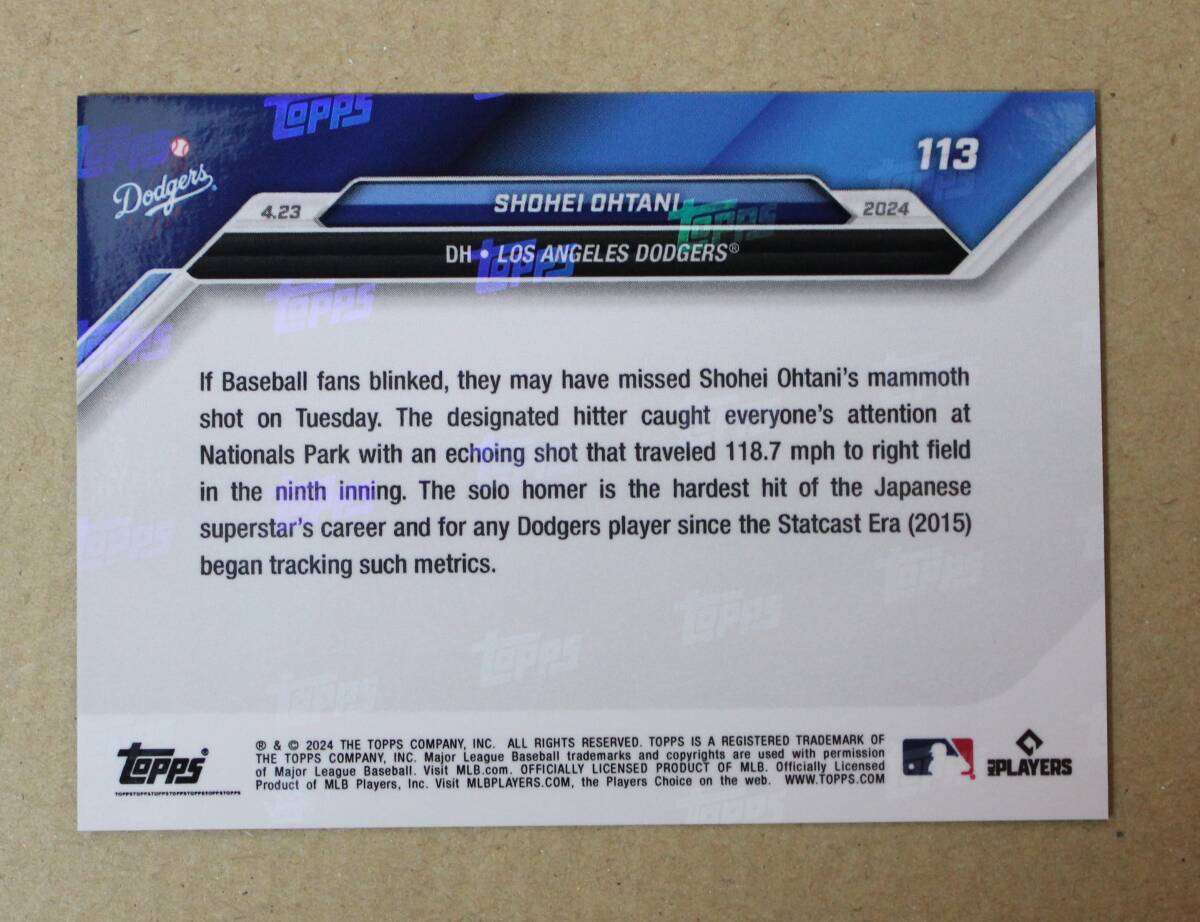 TOPPS
Dodgers
113
4.23
SHOHEI OHTANI
2024
DH • LOS ANGELES DODGERS®
If Baseball fans blinked, they may have missed Shohei Ohtani's mammoth
shot on Tuesday. The designated hitter caught everyone's attention at
Nationals Park with an echoing shot that traveled 118.7 mph to right field
in the ninth inning. The solo homer is the hardest hit of the Japanese
superstar's career and for any Dodgers player since the Statcast Era (2015)
began tracking such metrics.
TOPPS®
® & © 2024 THE TOPPS COMPANY, INC. ALL RIGHTS RESERVED. TOPPS IS A REGISTERED TRADEMARK OF
THE TOPPS COMPANY, INC. Major League Baseball trademarks and copyrights are used with permission
of Major League Baseball. Visit MLB.com. OFFICIALLY LICENSED PRODUCT OF MLB. Officially Licensed
Product of MLB Players, Inc. Visit MLBPLAYERS.COM, the Players Choice on the web. WWW.TOPPS.COM
MLB PLAYERS